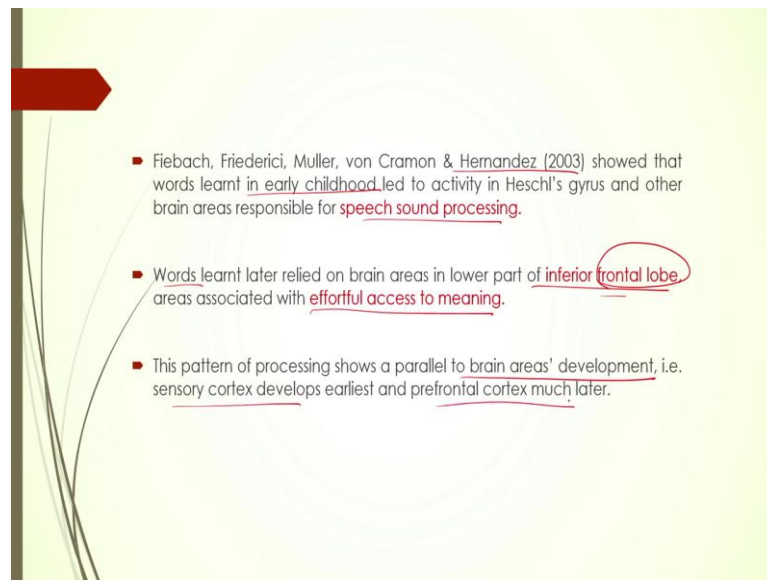 Fiebach, Friederici, Muller, von Cramon & Hernandez (2003) showed that
words learnt in early childhood led to activity in Heschl's gyrus and other
brain areas responsible for speech sound processing.
Words learnt later relied on brain areas in lower part of inferior frontal lobe,
areas associated with effortful access to meaning.
This pattern of processing shows a parallel to brain areas' development, i.e.
sensory cortex develops earliest and prefrontal cortex much later.